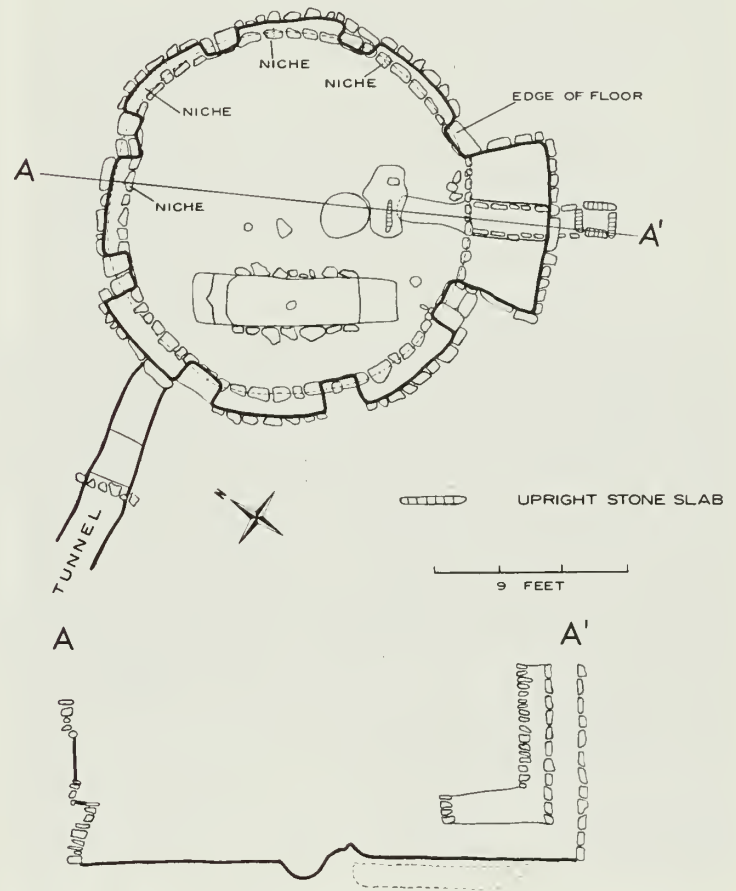 NICHE
NICHE
NICHE
EDGE OF FLOOR
A
NICHE
A'
N
UPRIGHT STONE SLAB
TUNNEL
9 FEET
A
A'